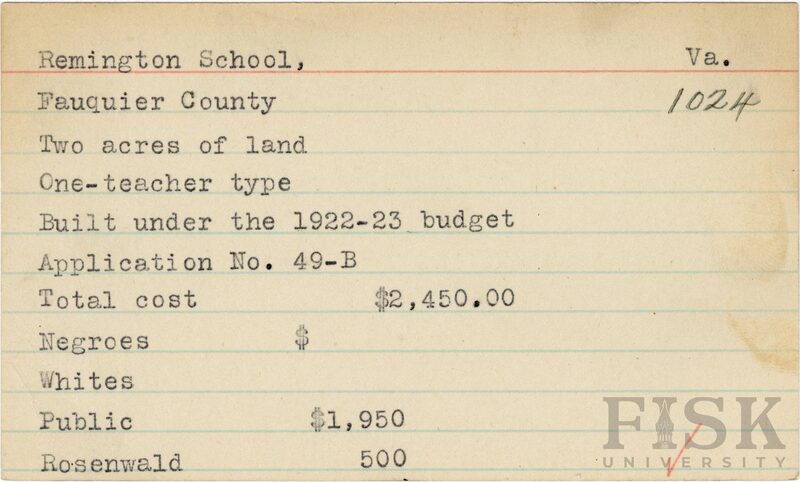 Remington School, Va.
Fauquier County 1024
Two acres of land
One-teacher type
Built under the 1922-23 budget
Application No. 49-B
Total cost $2,450.00
Negroes $
Whites
Public $1,950
Rosenwald 500
FISK
UNIVERSITY